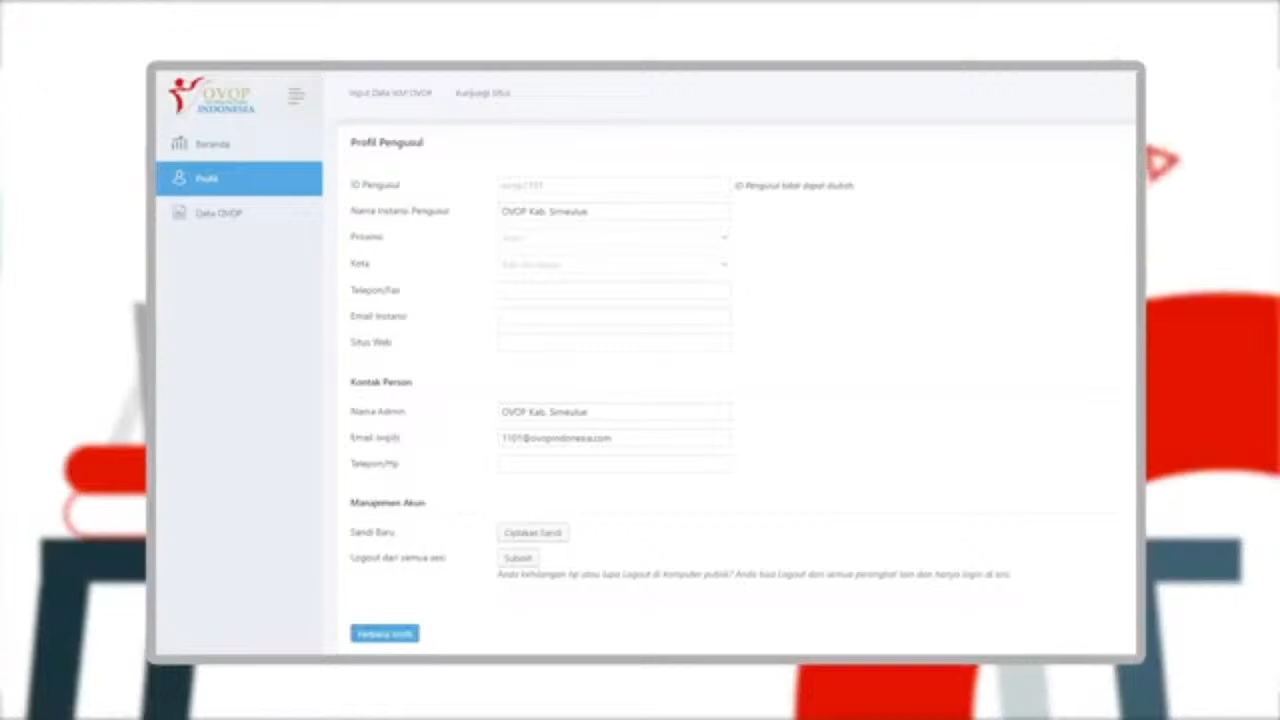 OVOP
INDONESIA
Input Data IKM OVOP
Kunjungi Situs
Beranda
Profil
Data OVOP
Profil Pengusul
ID Pengusul
ID Pengusul tidak dapat diubah.
Nama Instansi Pengusul
OVOP Kab. Simeulue
Provinsi
Kota
Telepon/Fax
Email Instansi
Situs Web
Kontak Person
Nama Admin
OVOP Kab. Simeulue
Email (wajib)
1101@ovopindonesia.com
Telepon/Hp
Manajemen Akun
Sandi Baru
Ciptakan Sandi
Logout dari semua sesi
Submit
Anda kehilangan hp atau lupa Logout di komputer publik? Anda bisa Logout dari semua perangkat lain dan hanya login di sini.
Perbarui Profil